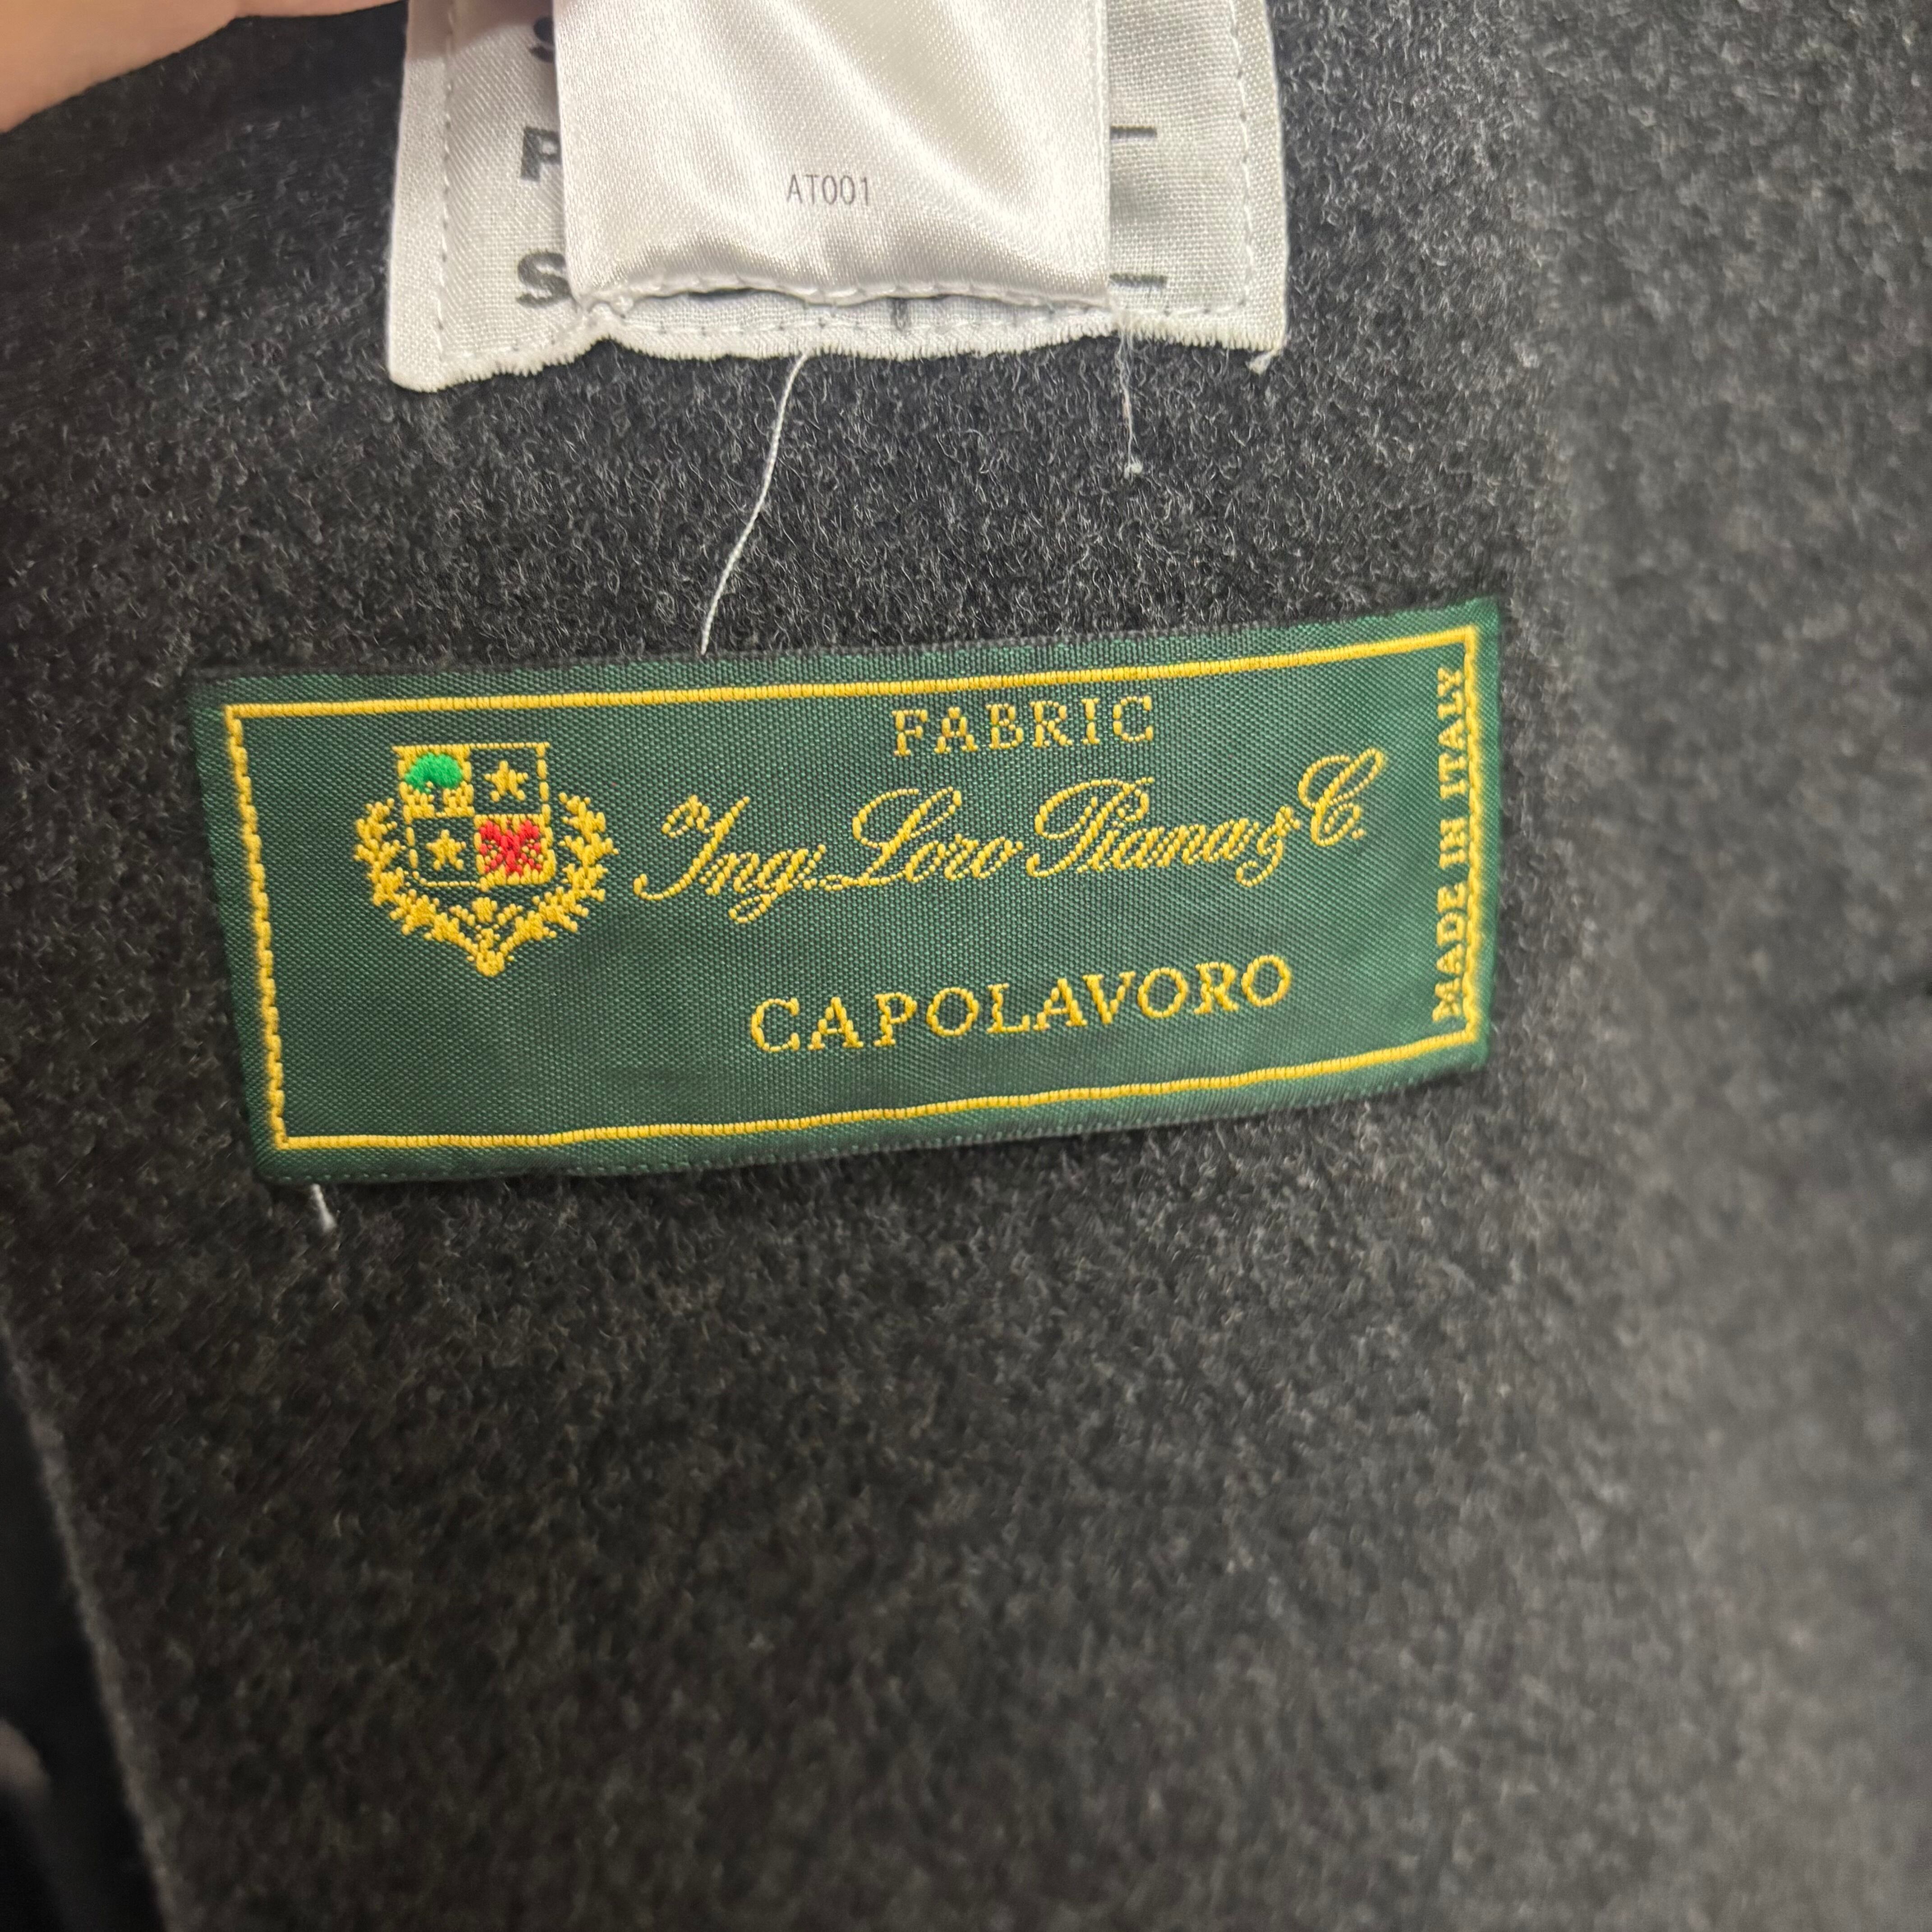 S
P
AT001
S
FABRIC
Ing. Loro Piana & C.
CAPOLAVORO
MADE IN ITALY